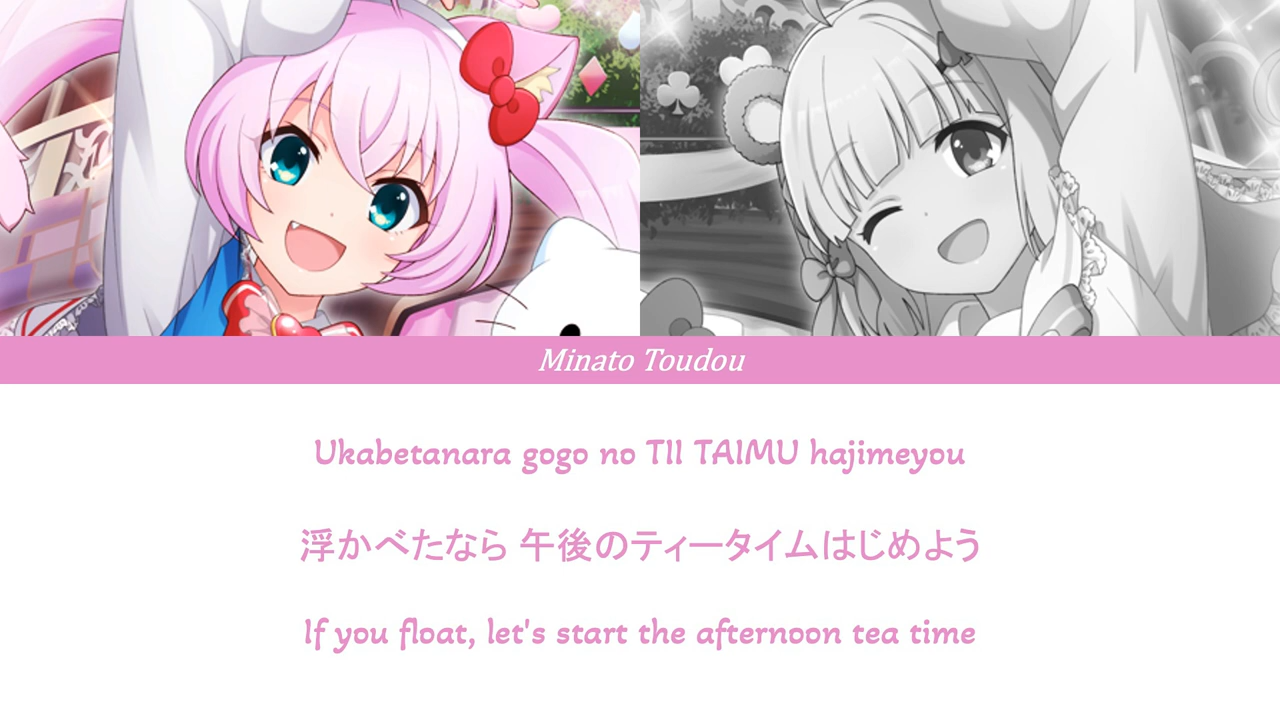 Minato Toudou
Ukabetanara gogo no TII TAIMU hajimeyou
浮かべたなら 午後のティータイムはじめよう
If you float, let's start the afternoon tea time